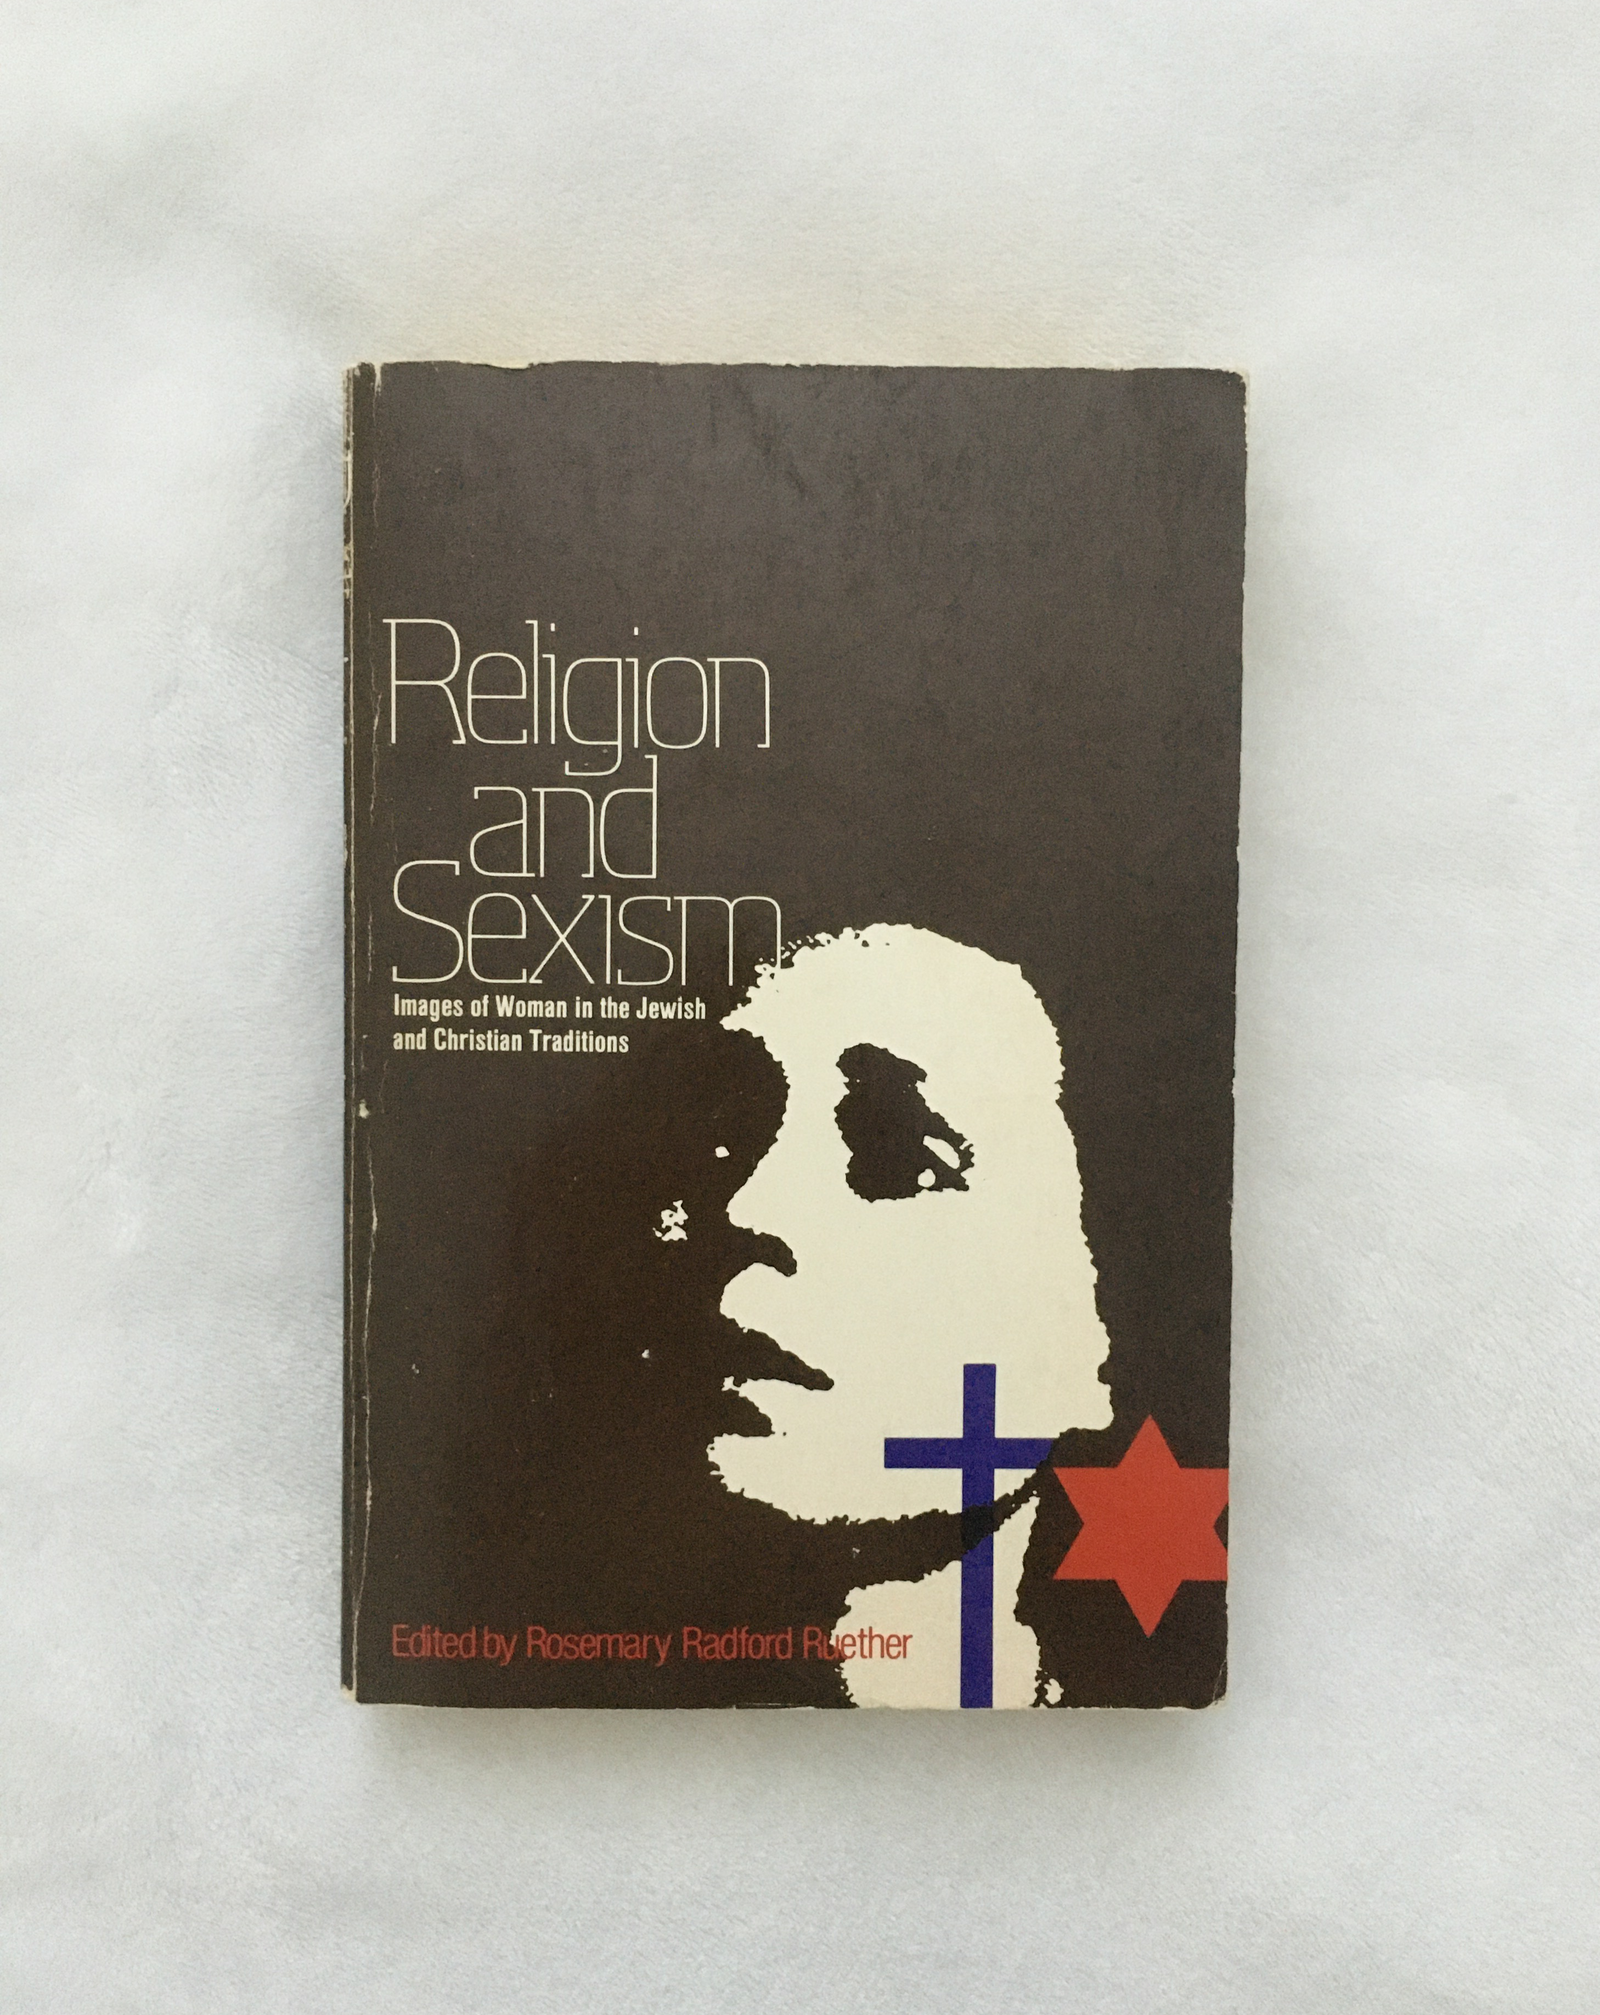 Religion
and
Sexism
Images of Woman in the Jewish
and Christian Traditions
Edited by Rosemary Radford Ruether